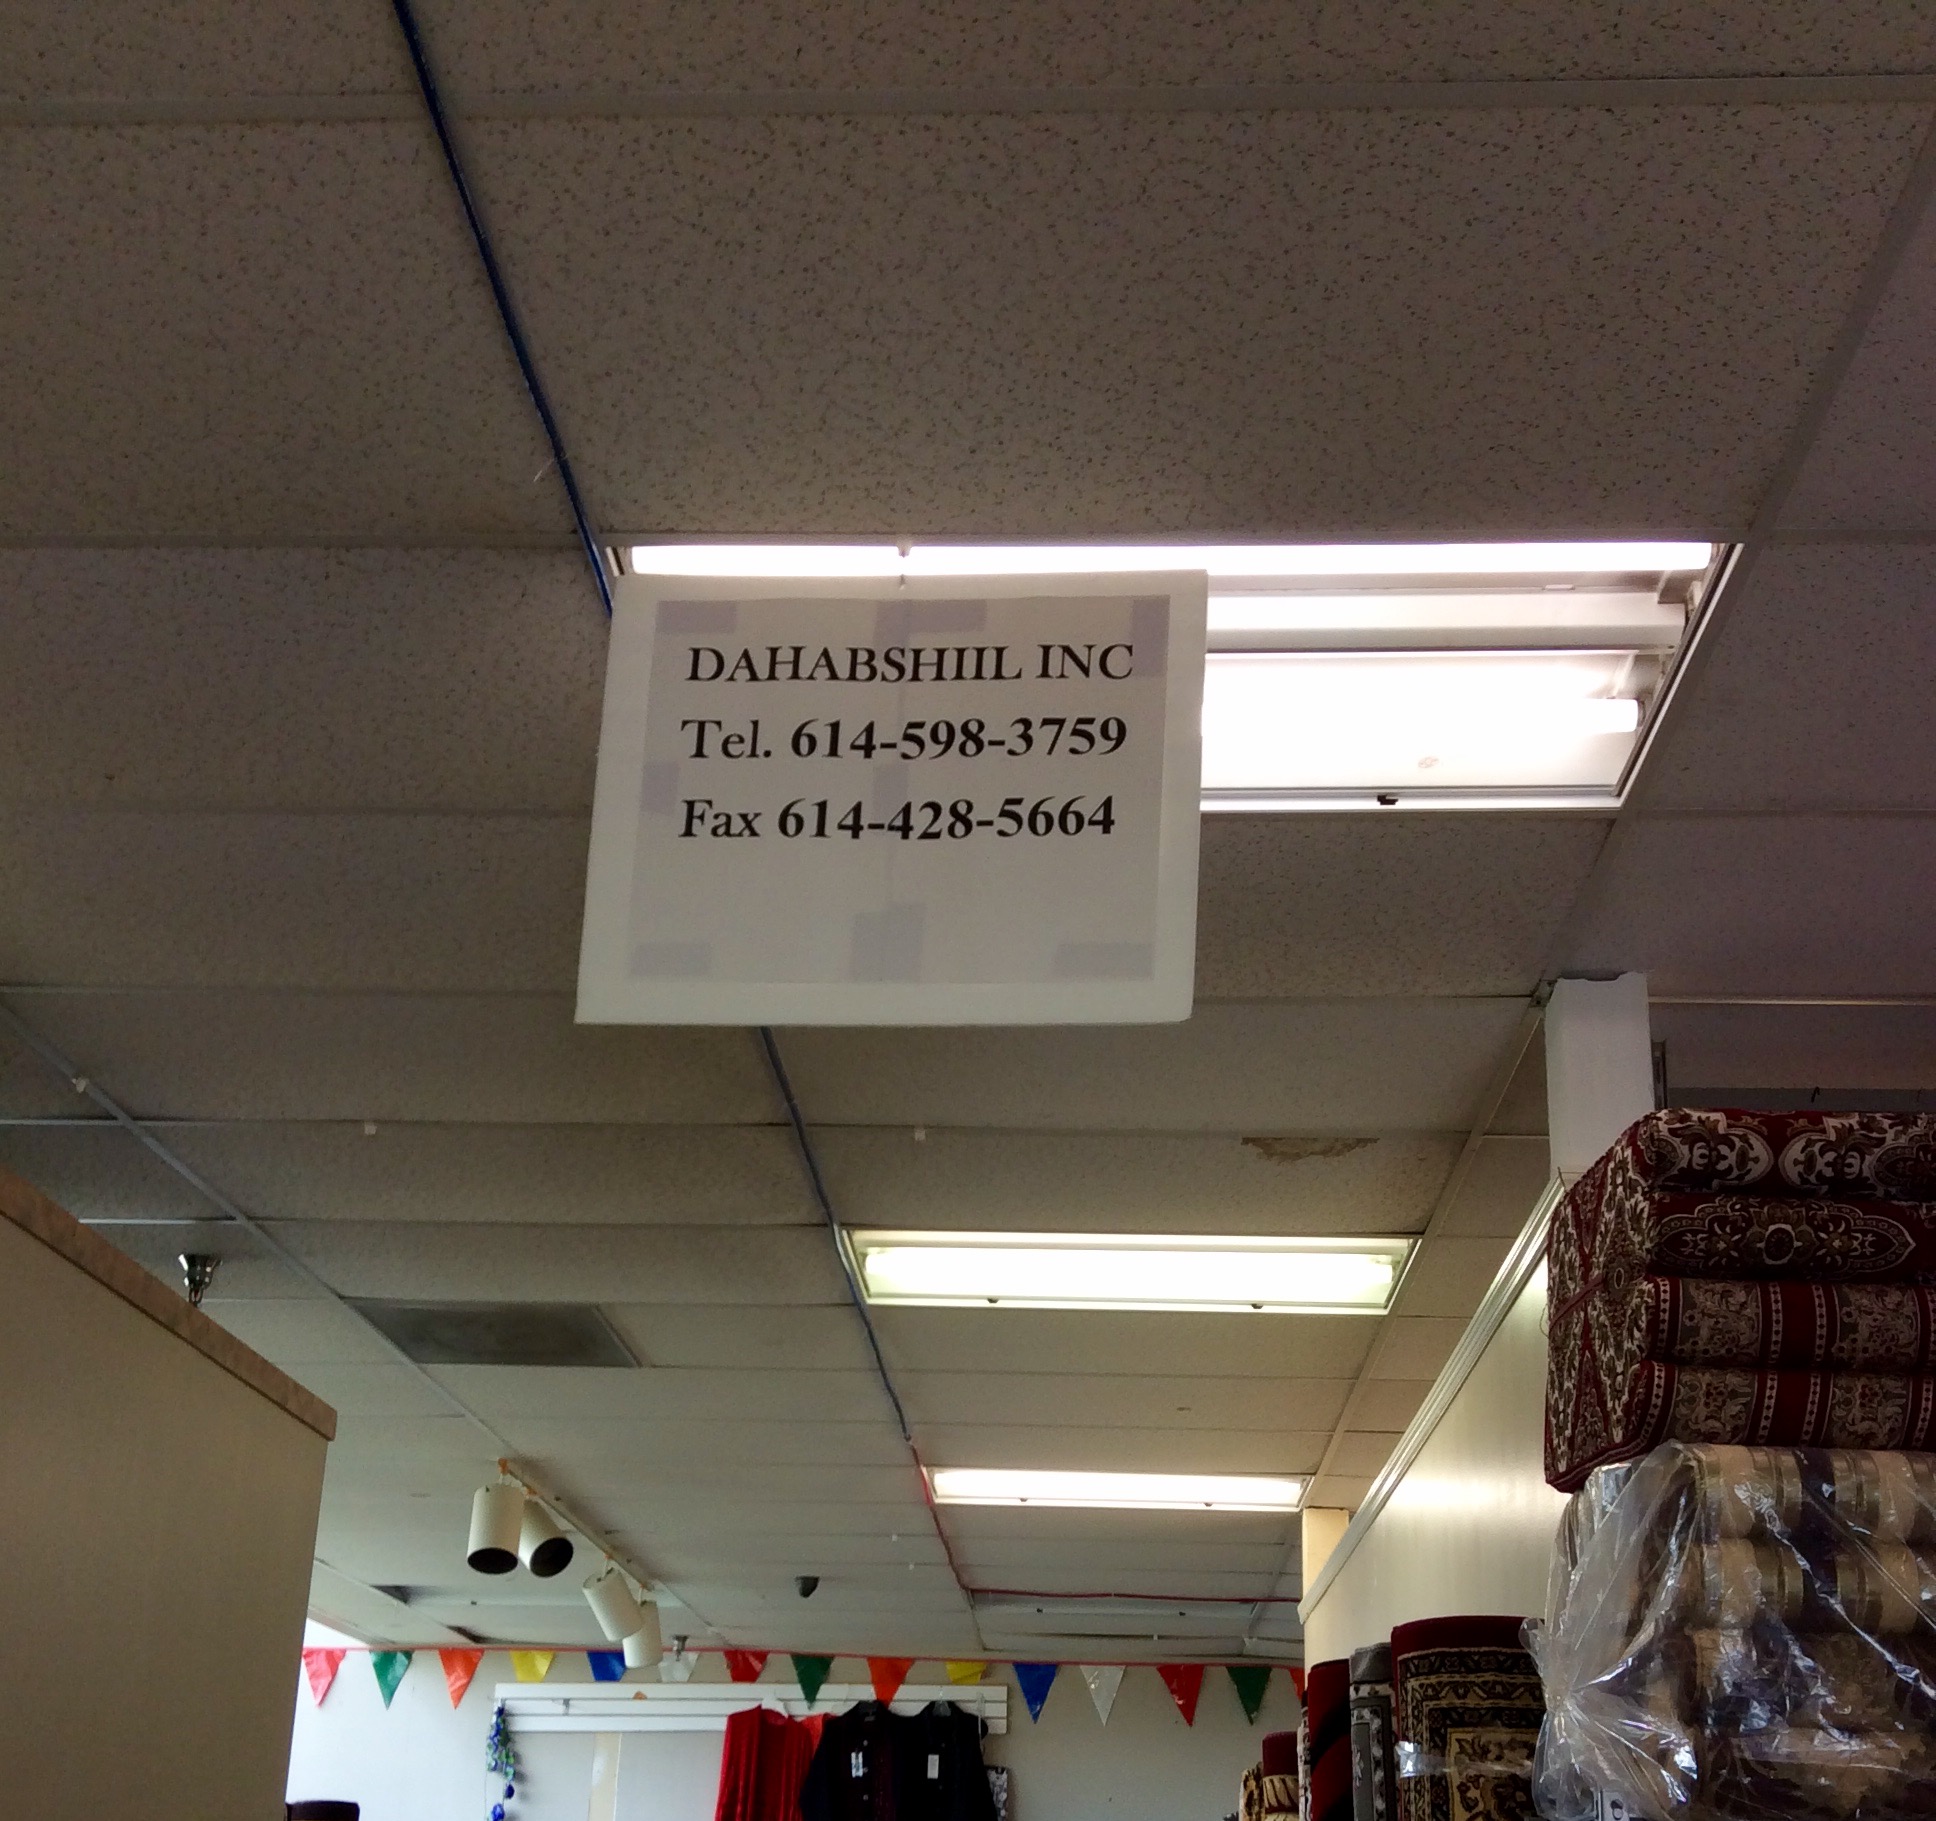 DAHABSHIIL INC
Tel. 614-598-3759
Fax 614-428-5664